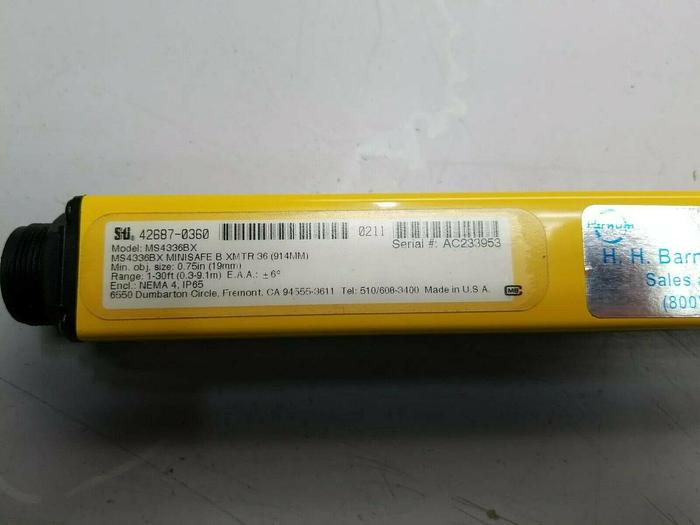 STI. 42687-0360 0211
Model: MS4336BX Serial #: AC233953
MS4336BX MINISAFE B XMTR 36 (914MM)
Min. obj. size: 0.75in (19mm)
Range: 1-30ft (0.3-9.1m) E.A.A.: ± 6°
Encl.: NEMA 4, IP65
6550 Dumbarton Circle, Fremont, CA 94555-3611 Tel: 510/608-3400 Made in U.S.A.
MS
H. H. Barn
Sales a
(800